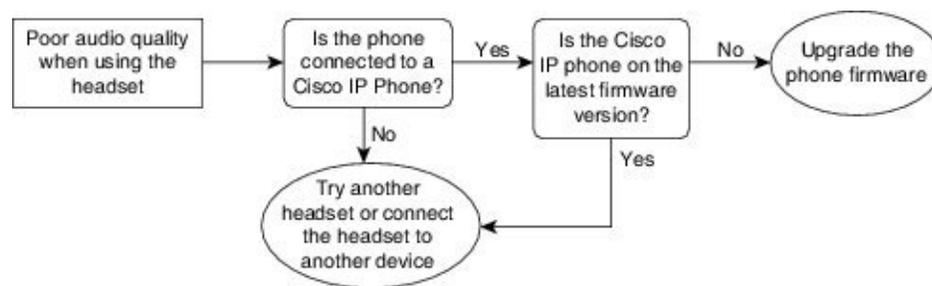 Poor audio quality
when using the
headset
Is the phone
connected to a
Cisco IP Phone?
Yes
Is the Cisco
IP phone on the
latest firmware
version?
No
Upgrade the
phone firmware
No
Yes
Try another
headset or connect
the headset to
another device